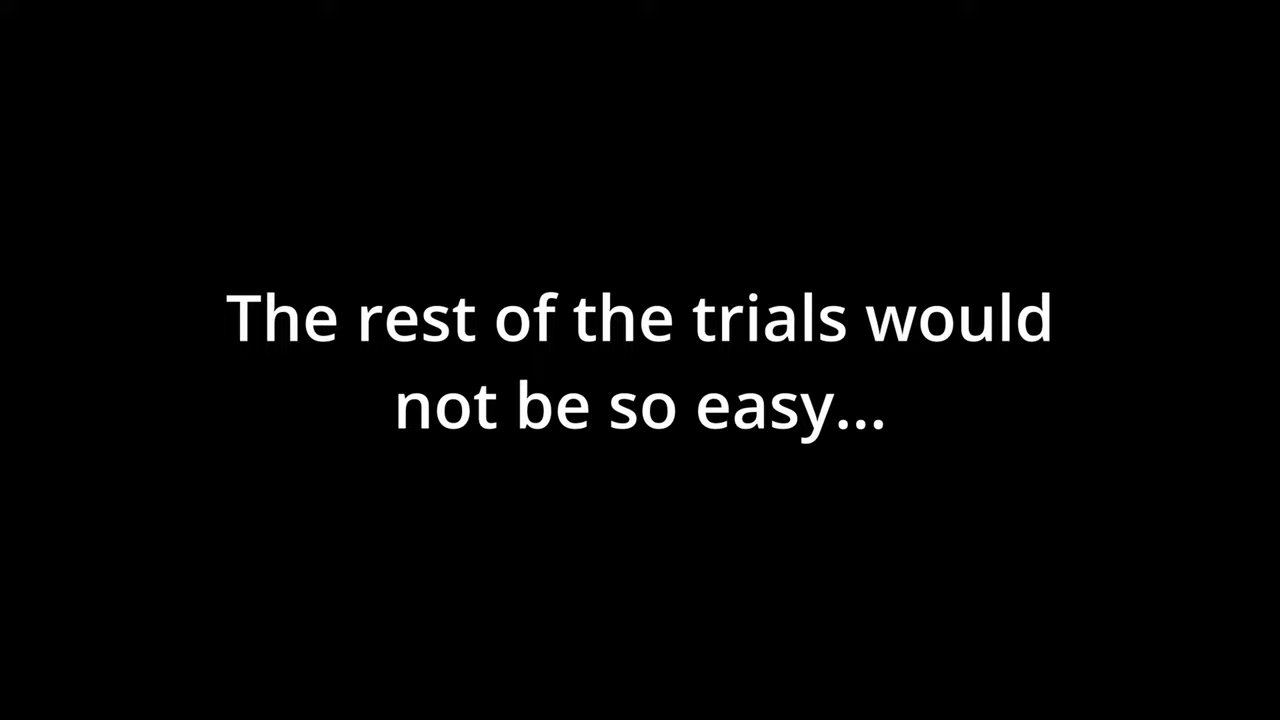 The rest of the trials would
not be so easy...